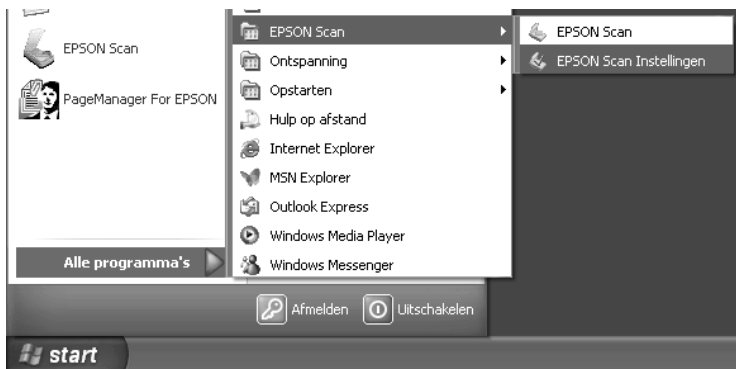 EPSON Scan
PageManager For EPSON
Alle programma's
EPSON Scan
Ontspanning
Opstarten
Hulp op afstand
Internet Explorer
MSN Explorer
Outlook Express
Windows Media Player
Windows Messenger
EPSON Scan
EPSON Scan Instellingen
Afmelden
Uitschakelen
start